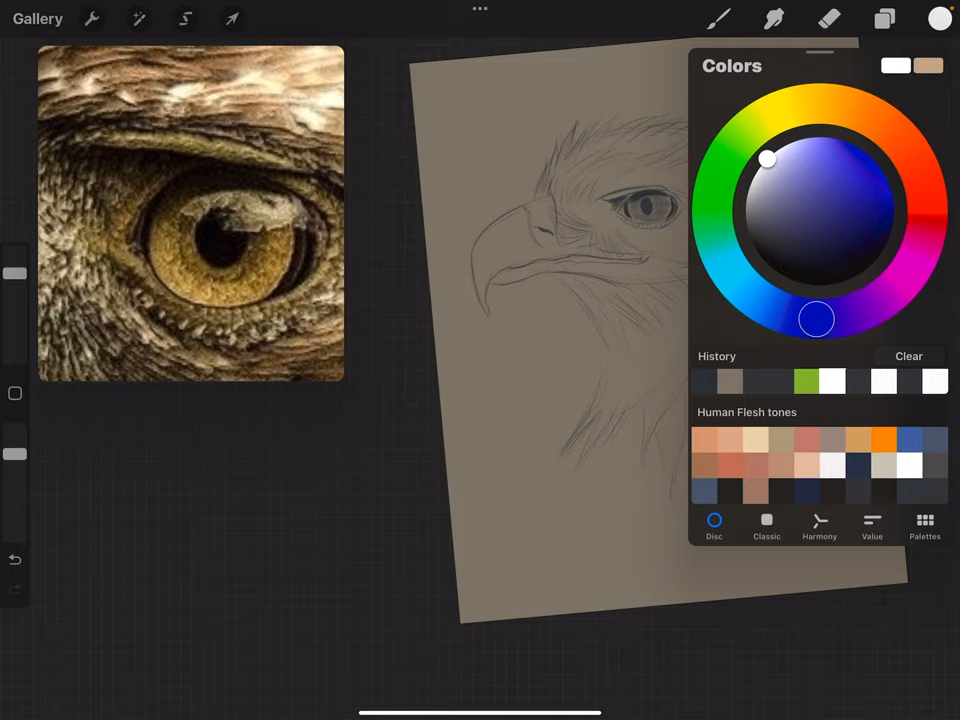 Gallery
Colors
History
Clear
Human Flesh tones
Disc
Classic
Harmony
Value
Palettes